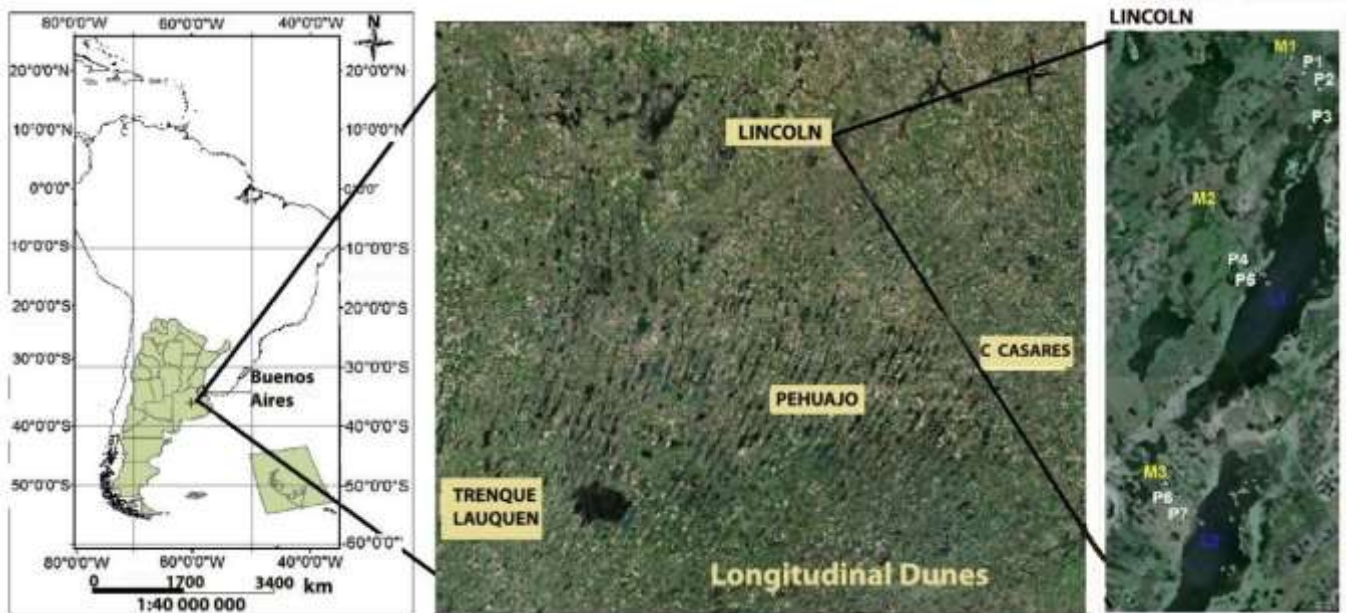 80°0'0"W 60°0'0"W 40°0'0"W
N
20°0'0"N 20°0'0"N
10°0'0"N 10°0'0"N
0°0'0" 0°0'0"
10°0'0"S 10°0'0"S
20°0'0"S 20°0'0"S
30°0'0"S 30°0'0"S
Buenos
Aires
40°0'0"S 40°0'0"S
50°0'0"S 50°0'0"S
60°0'0"S
80°0'0"W 60°0'0"W 40°0'0"W
0 1700 3400 km
1:40 000 000
LINCOLN
C CASARES
PEHUAJO
TRENQUE
LAUQUEN
Longitudinal Dunes
LINCOLN
M1
P1
P2
P3
M2
P4
P5
M3
P6
P7